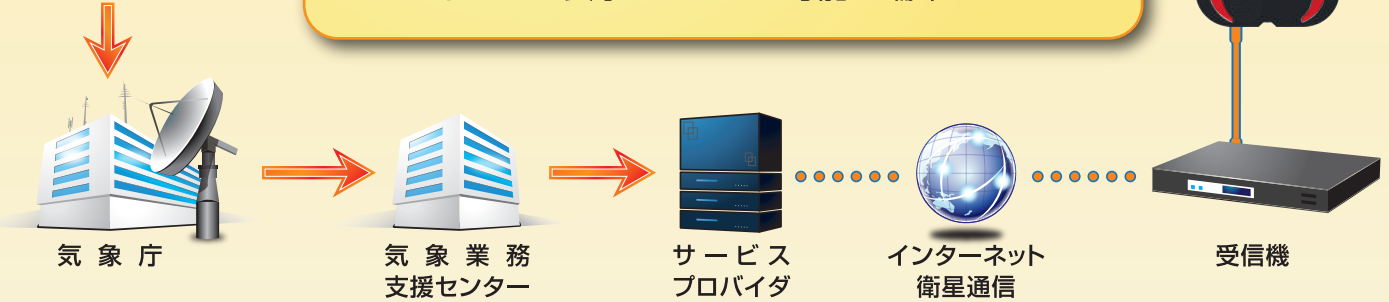 気象庁
気象業務
支援センター
サービス
プロバイダ
インターネット
衛星通信
受信機